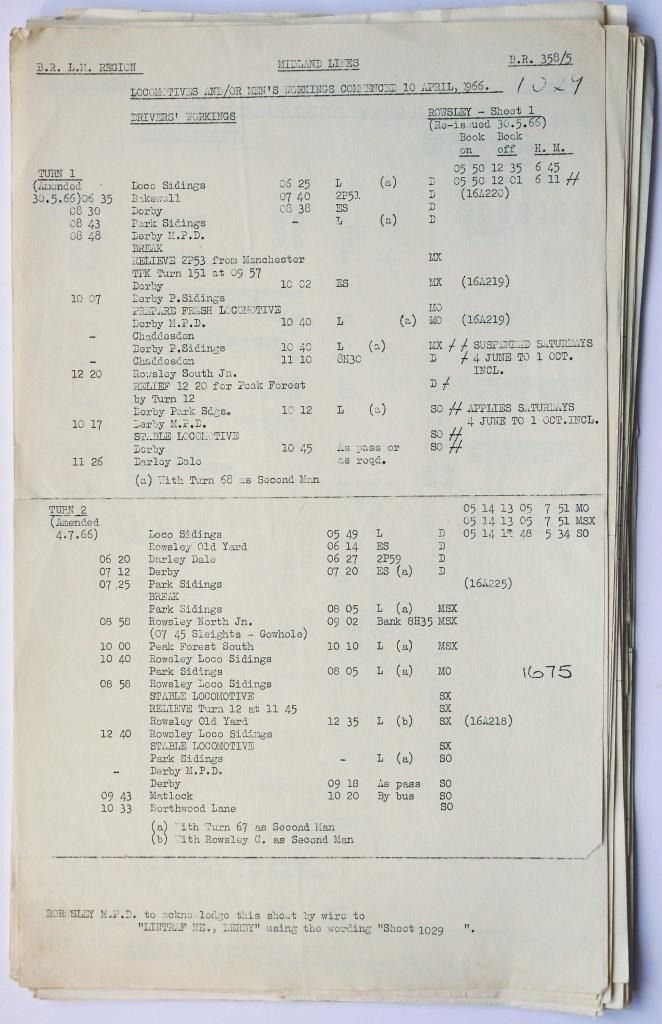 B.R. L.M. REGION MIDLAND LINES B.R. 358/5
LOCOMOTIVES AND/OR MEN'S WORKINGS COMMENCED 10 APRIL, 1966. 1029
DRIVERS' WORKINGS ROWSLEY - Sheet 1
(Re-issued 30.5.66)
Book Book
on off H. M.
05 50 12 35 6 45
TURN 1
(Amended Loco Sidings 06 25 L (a) D 05 50 12 01 6 11 //
30.5.66) 06 35 Bakewell 07 40 2P51 D (16A220)
08 30 Derby 08 38 ES D
08 43 Park Sidings - L (a) D
08 48 Derby M.P.D.
BREAK
RELIEVE 2P53 from Manchester MX
TPK Turn 151 at 09 57
Derby 10 02 ES MX (16A219)
10 07 Derby P.Sidings
PREPARE FRESH LOCOMOTIVE MO
Derby M.P.D. 10 40 L (a) MO (16A219)
- Chaddesden
Derby P.Sidings 10 40 L (a) MX // SUSPENDED SATURDAYS
- Chaddesden 11 10 8H30 D / 4 JUNE TO 1 OCT.
12 20 Rowsley South Jn. INCL.
RELIEF 12 20 for Peak Forest D /
by Turn 12
Derby Park Sdgs. 10 12 L (a) SO // APPLIES SATURDAYS
10 17 Derby M.P.D. 4 JUNE TO 1 OCT.INCL.
STABLE LOCOMOTIVE SO //
Derby 10 45 As pass or SO //
11 26 Darley Dale as reqd.
(a) With Turn 68 as Second Man
TURN 2 05 14 13 05 7 51 MO
(Amended 05 14 13 05 7 51 MSX
4.7.66) Loco Sidings 05 49 L D 05 14 48 5 34 SO
Rowsley Old Yard 06 14 ES D
06 20 Darley Dale 06 27 2P59 D
07 12 Derby 07 20 ES (a) D
07 25 Park Sidings (16A225)
BREAK
Park Sidings 08 05 L (a) MSX
08 58 Rowsley North Jn. 09 02 Bank 8H35 MSX
(07 45 Sleights - Gowhole)
10 00 Peak Forest South 10 10 L (a) MSX
10 40 Rowsley Loco Sidings
Park Sidings 08 05 L (a) MO 1675
08 58 Rowsley Loco Sidings
STABLE LOCOMOTIVE SX
RELIEVE Turn 12 at 11 45 SX
Rowsley Old Yard 12 35 L (b) SX (16A218)
12 40 Rowsley Loco Sidings
STABLE LOCOMOTIVE SX
Park Sidings - L (a) SO
- Derby M.P.D.
Derby 09 18 As pass SO
09 43 Matlock 10 20 By bus SO
10 33 Northwood Lane SO
(a) With Turn 67 as Second Man
(b) With Rowsley C. as Second Man
ROWSLEY M.P.D. to acknowledge this sheet by wire to
"LINTRAF NE., DERBY" using the wording "Sheet 1029 ".